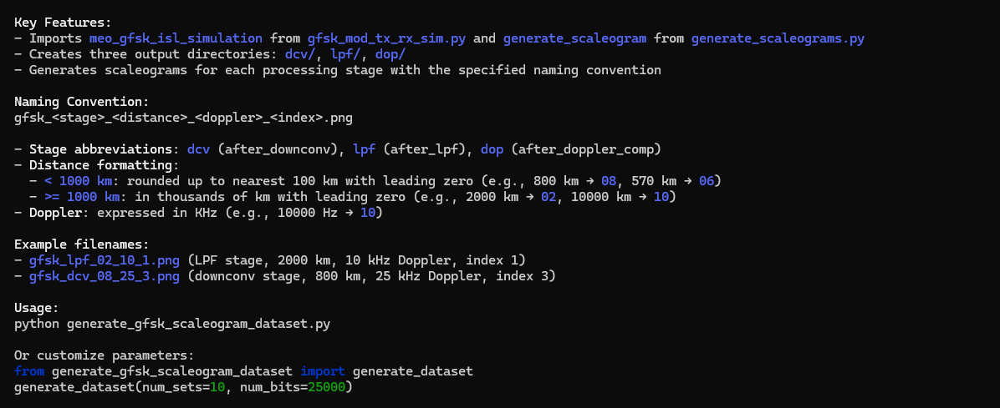 Key Features:
- Imports meo_gfsk_isl_simulation from gfsk_mod_tx_rx_sim.py and generate_scaleogram from generate_scaleograms.py
- Creates three output directories: dcv/, lpf/, dop/
- Generates scaleograms for each processing stage with the specified naming convention
Naming Convention:
gfsk_<stage>_<distance>_<doppler>_<index>.png
- Stage abbreviations: dcv (after_downconv), lpf (after_lpf), dop (after_doppler_comp)
- Distance formatting:
- < 1000 km: rounded up to nearest 100 km with leading zero (e.g., 800 km → 08, 570 km → 06)
- >= 1000 km: in thousands of km with leading zero (e.g., 2000 km → 02, 10000 km → 10)
- Doppler: expressed in KHz (e.g., 10000 Hz → 10)
Example filenames:
- gfsk_lpf_02_10_1.png (LPF stage, 2000 km, 10 kHz Doppler, index 1)
- gfsk_dcv_08_25_3.png (downconv stage, 800 km, 25 kHz Doppler, index 3)
Usage:
python generate_gfsk_scaleogram_dataset.py
Or customize parameters:
from generate_gfsk_scaleogram_dataset import generate_dataset
generate_dataset(num_sets=10, num_bits=25000)